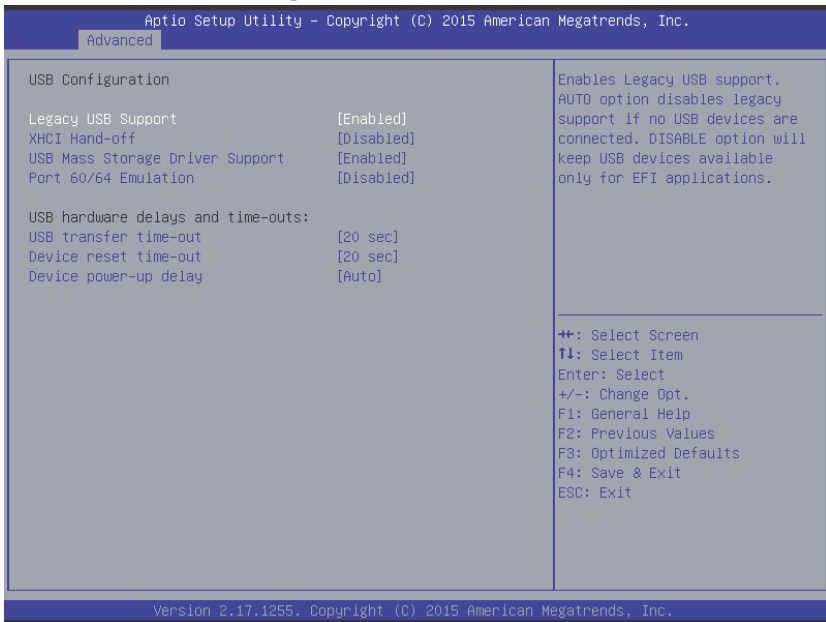 Aptio Setup Utility – Copyright (C) 2015 American Megatrends, Inc.
Advanced
USB Configuration
Legacy USB Support [Enabled]
XHCI Hand-off [Disabled]
USB Mass Storage Driver Support [Enabled]
Port 60/64 Emulation [Disabled]
USB hardware delays and time-outs:
USB transfer time-out [20 sec]
Device reset time-out [20 sec]
Device power-up delay [Auto]
Enables Legacy USB support.
AUTO option disables legacy
support if no USB devices are
connected. DISABLE option will
keep USB devices available
only for EFI applications.
→←: Select Screen
↑↓: Select Item
Enter: Select
+/-: Change Opt.
F1: General Help
F2: Previous Values
F3: Optimized Defaults
F4: Save & Exit
ESC: Exit
Version 2.17.1255. Copyright (C) 2015 American Megatrends, Inc.